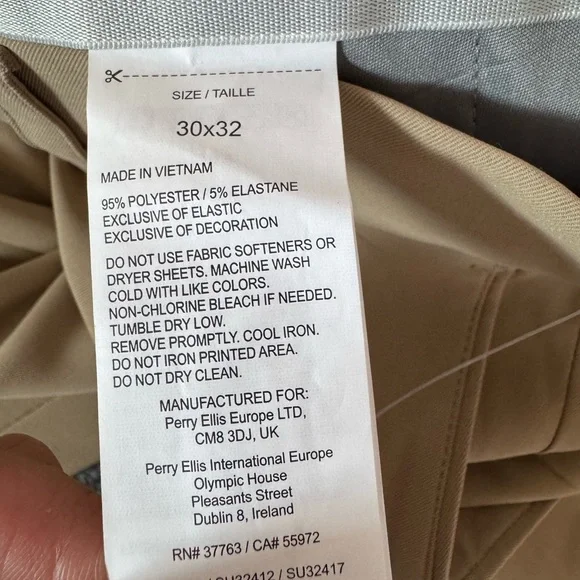 SIZE / TAILLE
30x32
MADE IN VIETNAM
95% POLYESTER / 5% ELASTANE
EXCLUSIVE OF ELASTIC
EXCLUSIVE OF DECORATION
DO NOT USE FABRIC SOFTENERS OR
DRYER SHEETS. MACHINE WASH
COLD WITH LIKE COLORS.
NON-CHLORINE BLEACH IF NEEDED.
TUMBLE DRY LOW.
REMOVE PROMPTLY. COOL IRON.
DO NOT IRON PRINTED AREA.
DO NOT DRY CLEAN.
MANUFACTURED FOR:
Perry Ellis Europe LTD,
CM8 3DJ, UK
Perry Ellis International Europe
Olympic House
Pleasants Street
Dublin 8, Ireland
RN# 37763 / CA# 55972
/ SU32417